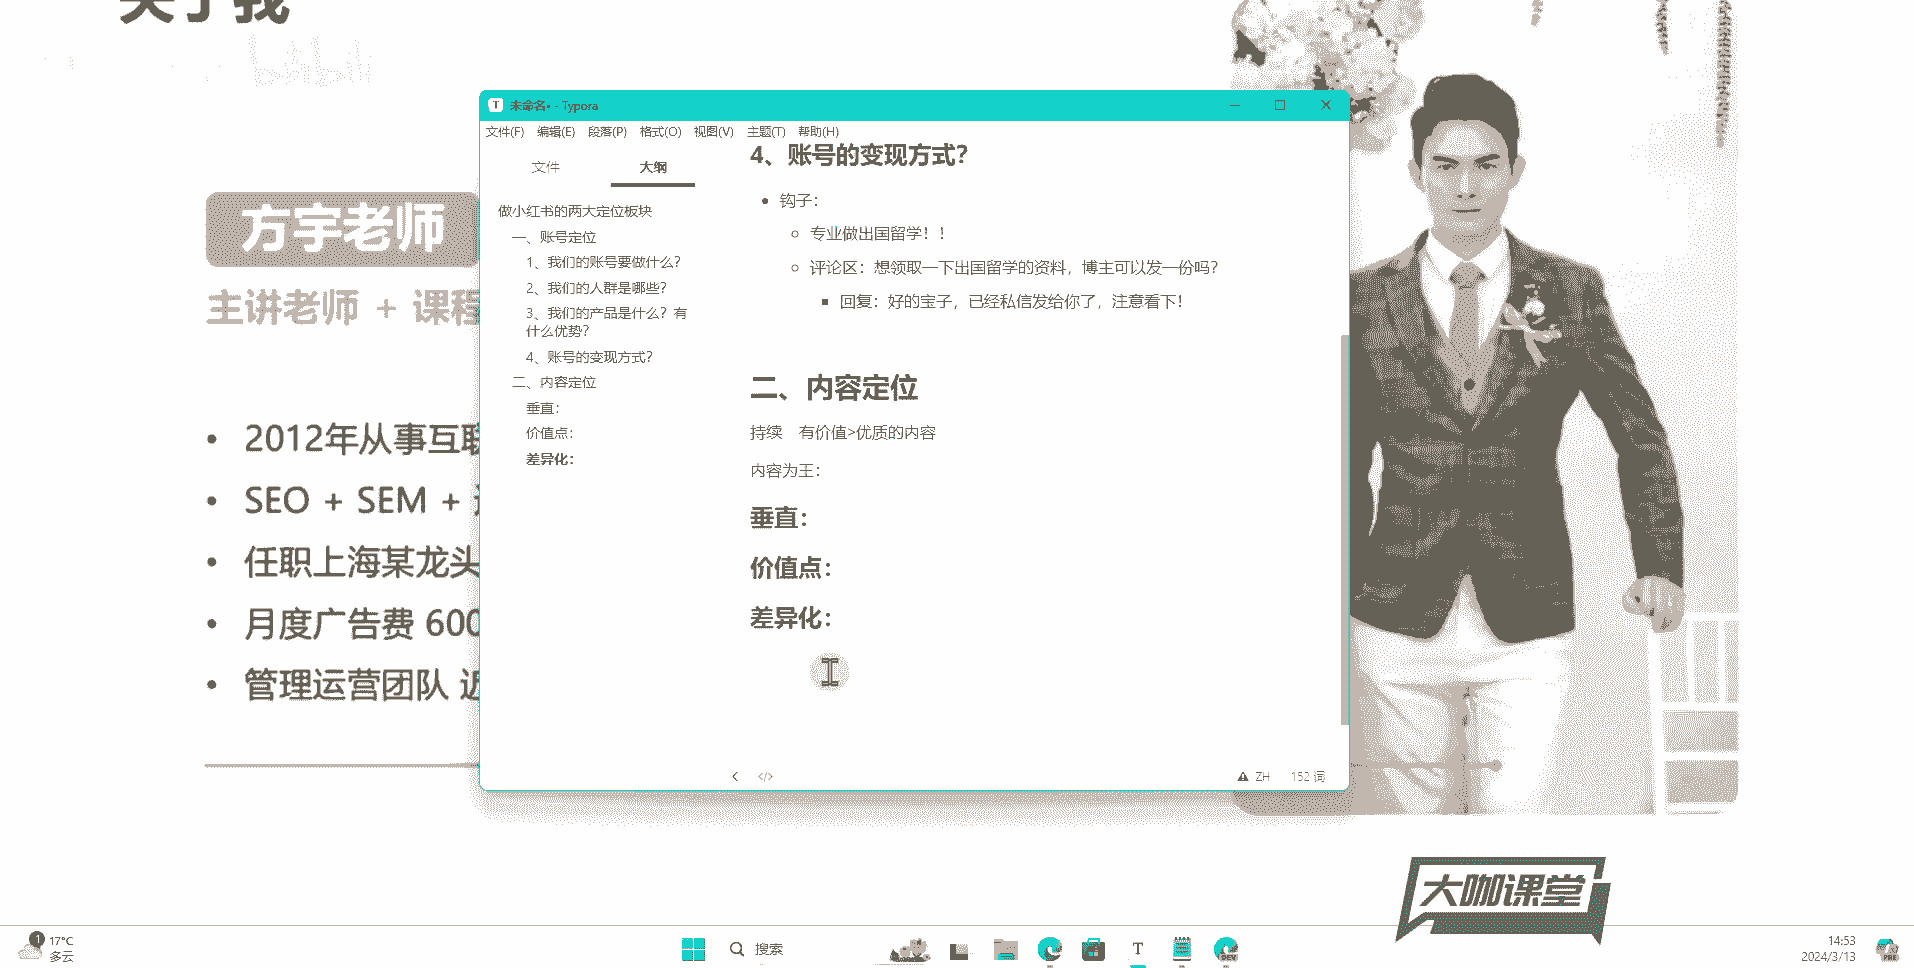 关于我
bilibili
方宇老师
主讲老师 + 课程
2012年从事互联
SEO + SEM +
任职上海某龙头
月度广告费 600
管理运营团队 近
未命名• - Typora
文件(F) 编辑(E) 段落(P) 格式(O) 视图(V) 主题(T) 帮助(H)
文件 大纲
做小红书的两大定位板块
一、账号定位
1、我们的账号要做什么？
2、我们的人群是哪些？
3、我们的产品是什么？有
什么优势？
4、账号的变现方式？
二、内容定位
垂直：
价值点：
差异化：
4、账号的变现方式？
钩子：
专业做出国留学！！
评论区：想领取一下出国留学的资料，博主可以发一份吗？
回复：好的宝子，已经私信发给你了，注意看下！
二、内容定位
持续 有价值>优质的内容
内容为王：
垂直：
价值点：
差异化：
ZH 152 词
大咖课堂
1
17°C
多云
搜索
T
DEV
14:53
2024/3/13
PRE